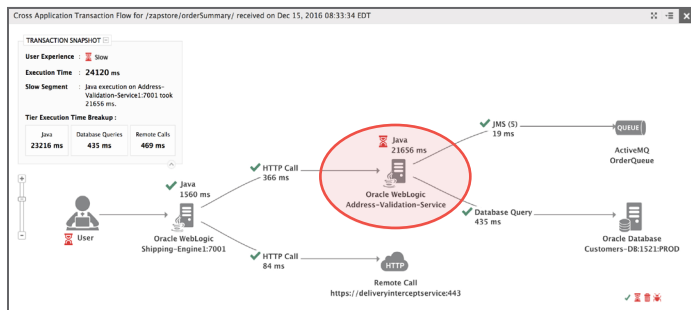 Cross Application Transaction Flow for /zapstore/orderSummary/ received on Dec 15, 2016 08:33:34 EDT
TRANSACTION SNAPSHOT
User Experience : Slow
Execution Time : 24120 ms
Slow Segment : Java execution on Address-
Validation-Service1:7001 took
21656 ms.
Tier Execution Time Breakup :
Java
23216 ms
Database Queries
435 ms
Remote Calls
469 ms
User
Java
1560 ms
Oracle WebLogic
Shipping-Engine1:7001
HTTP Call
366 ms
HTTP Call
84 ms
Java
21656 ms
Oracle WebLogic
Address-Validation-Service
HTTP
Remote Call
https://deliveryinterceptservice:443
JMS (5)
19 ms
QUEUE
ActiveMQ
OrderQueue
Database Query
435 ms
Oracle Database
Customers-DB:1521:PROD